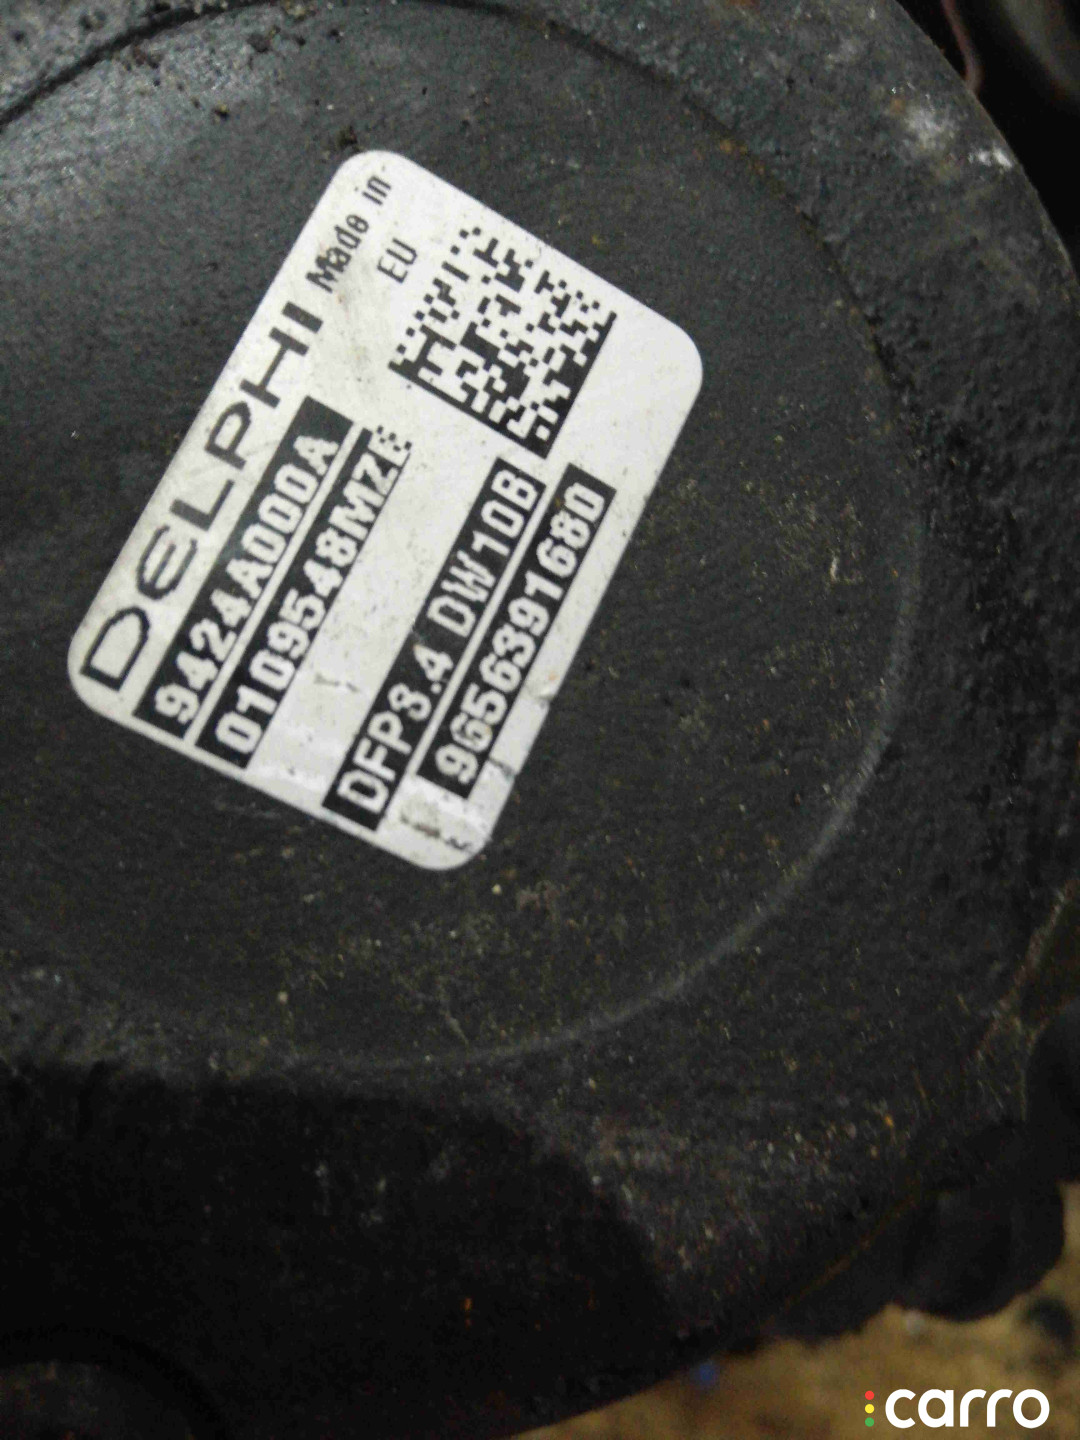 DELPHI
Made in
EU
9424A000A
0109548MZE
DFP3.4 DW10B
9656391680
carro